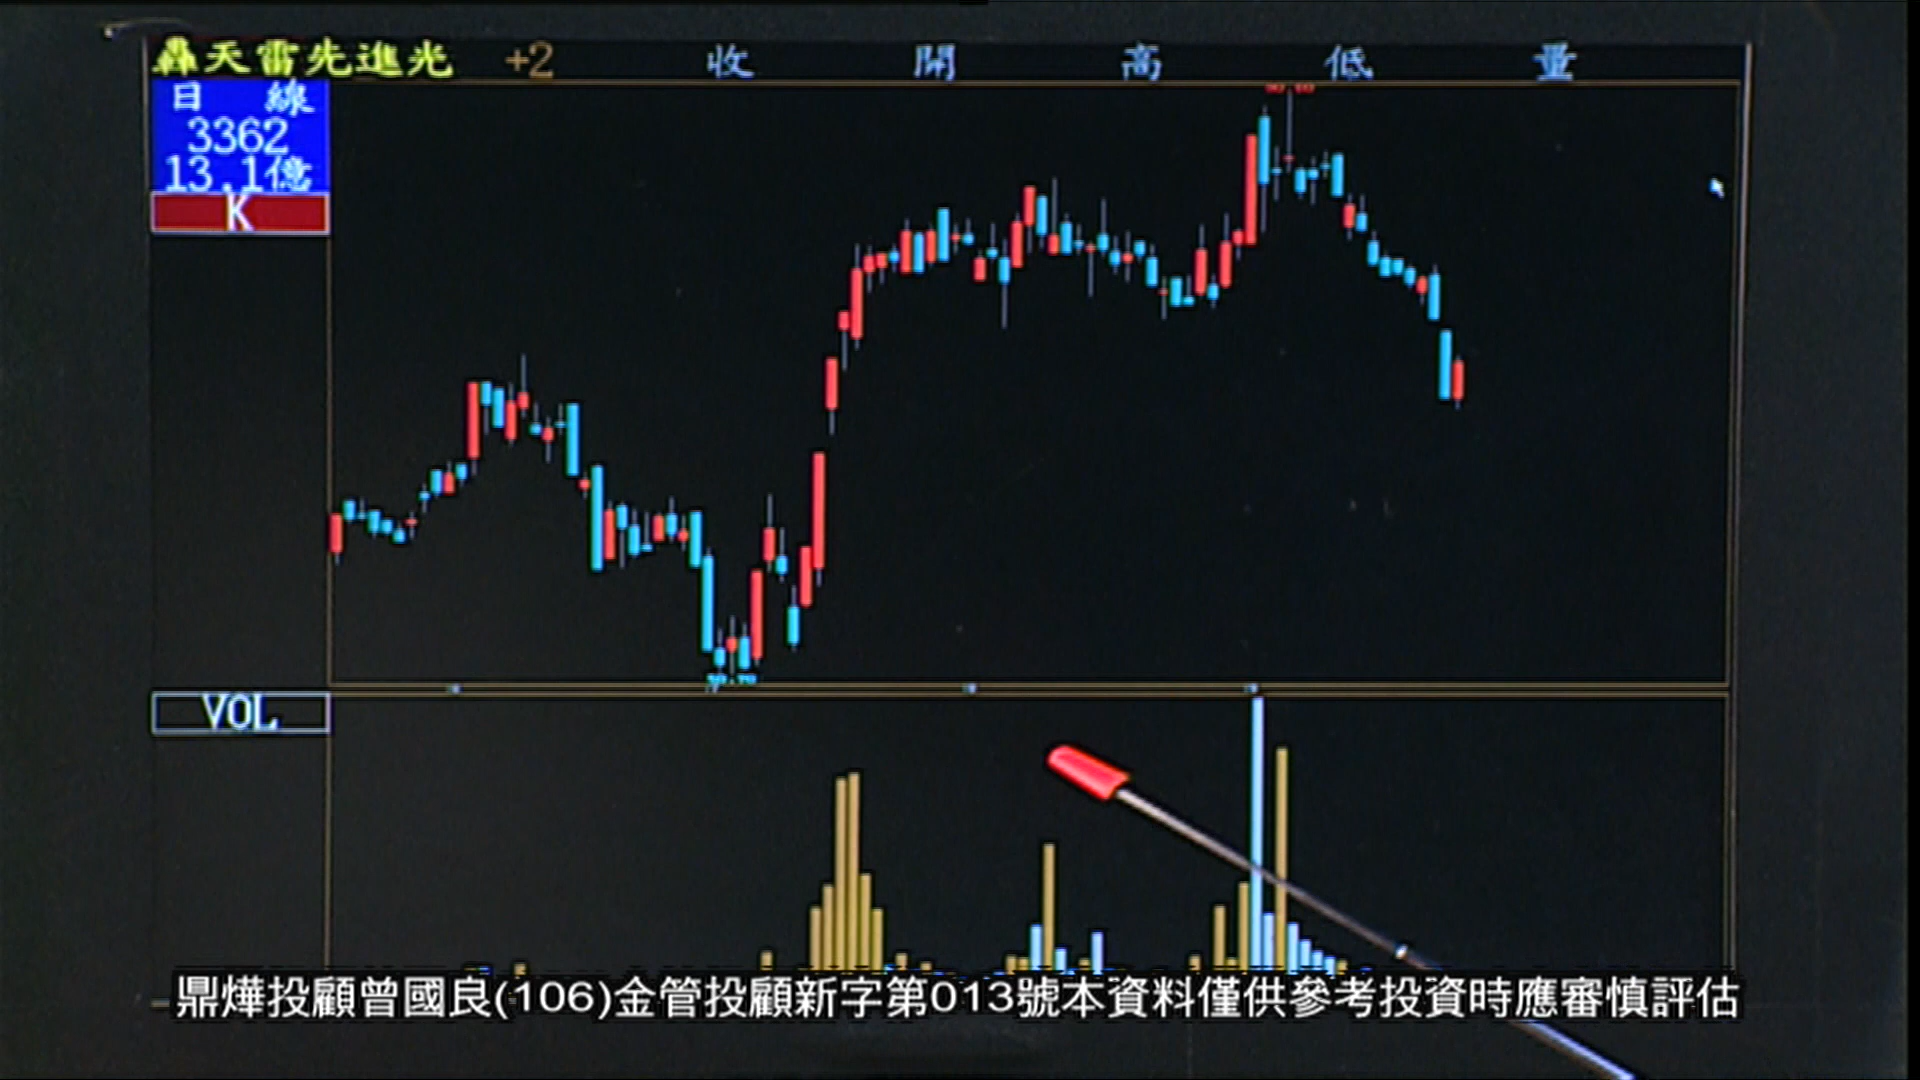 轟天雷先進光 +2 收 開 高 低 量
日 線
3362
13.1億
K
VOL
鼎燁投顧曾國良(106)金管投顧新字第013號本資料僅供參考投資時應審慎評估